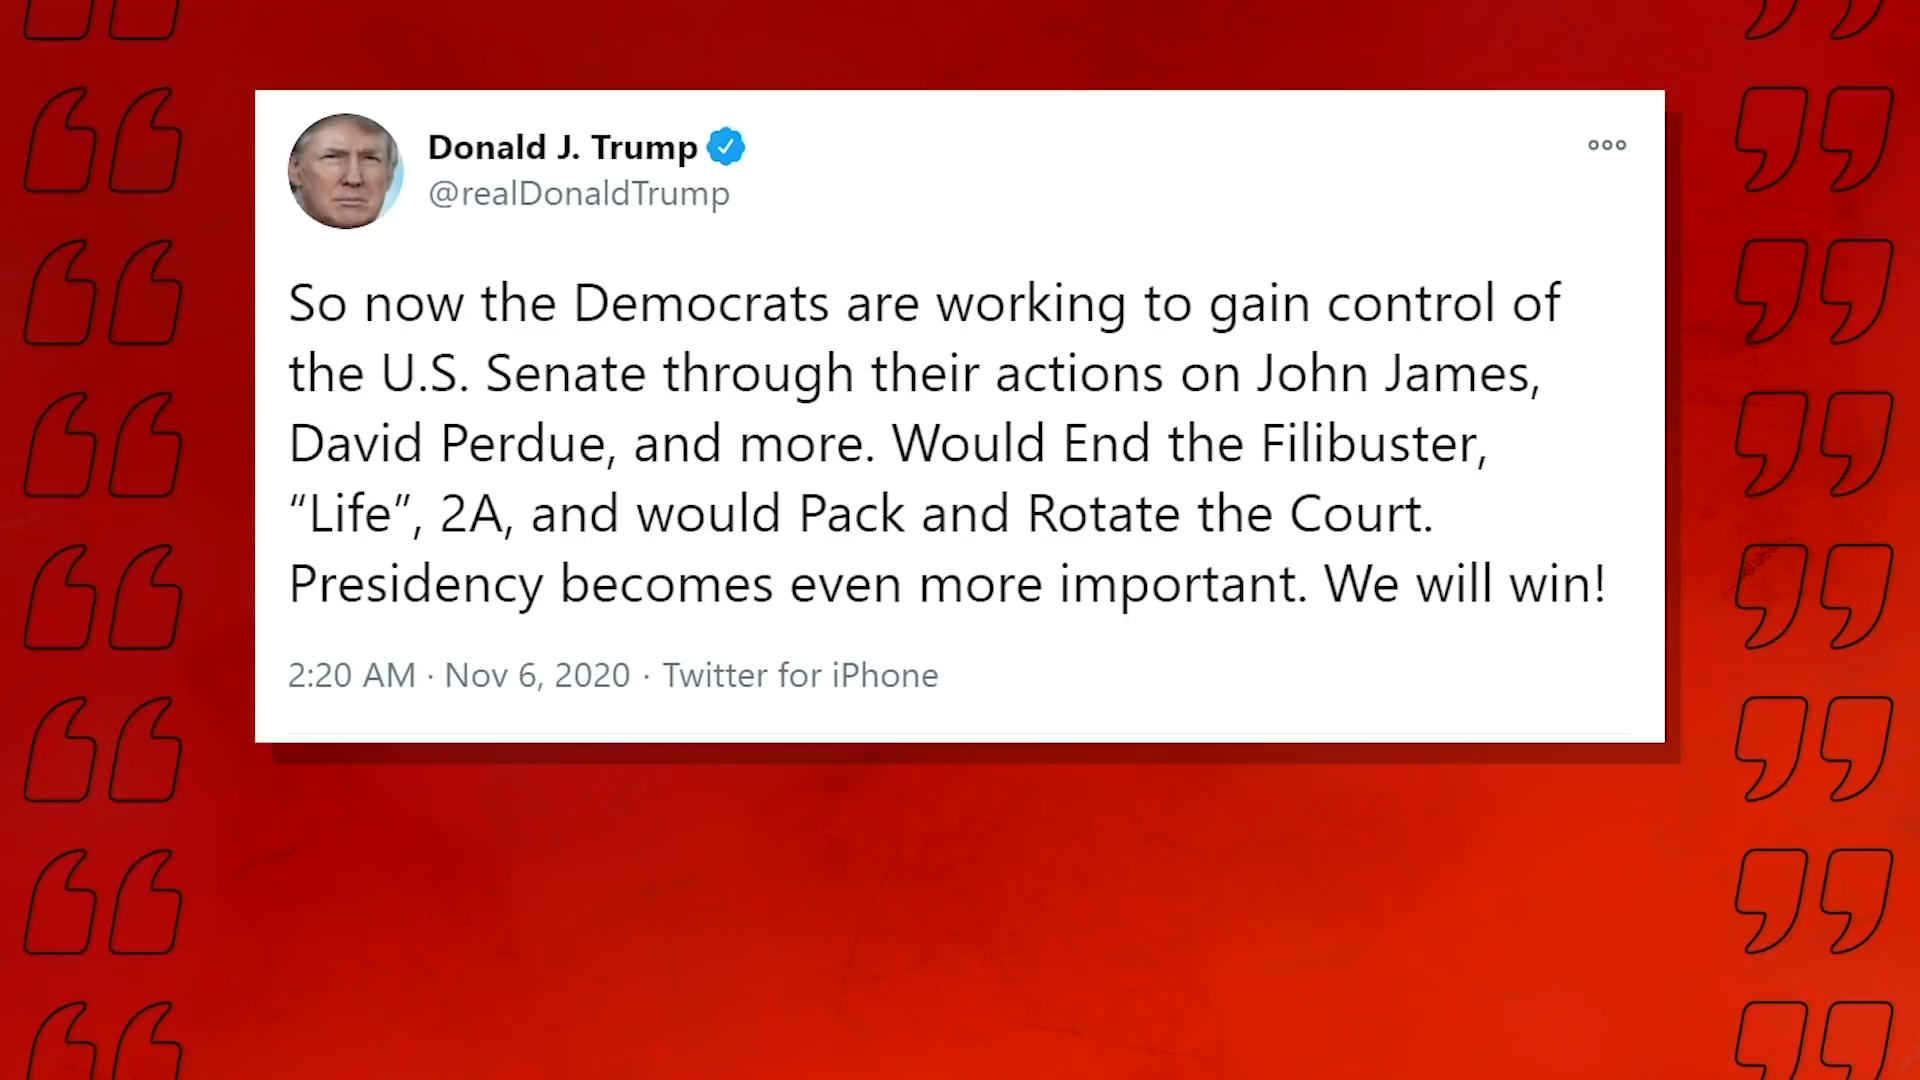 Donald J. Trump
@realDonaldTrump
So now the Democrats are working to gain control of
the U.S. Senate through their actions on John James,
David Perdue, and more. Would End the Filibuster,
“Life”, 2A, and would Pack and Rotate the Court.
Presidency becomes even more important. We will win!
2:20 AM · Nov 6, 2020 · Twitter for iPhone